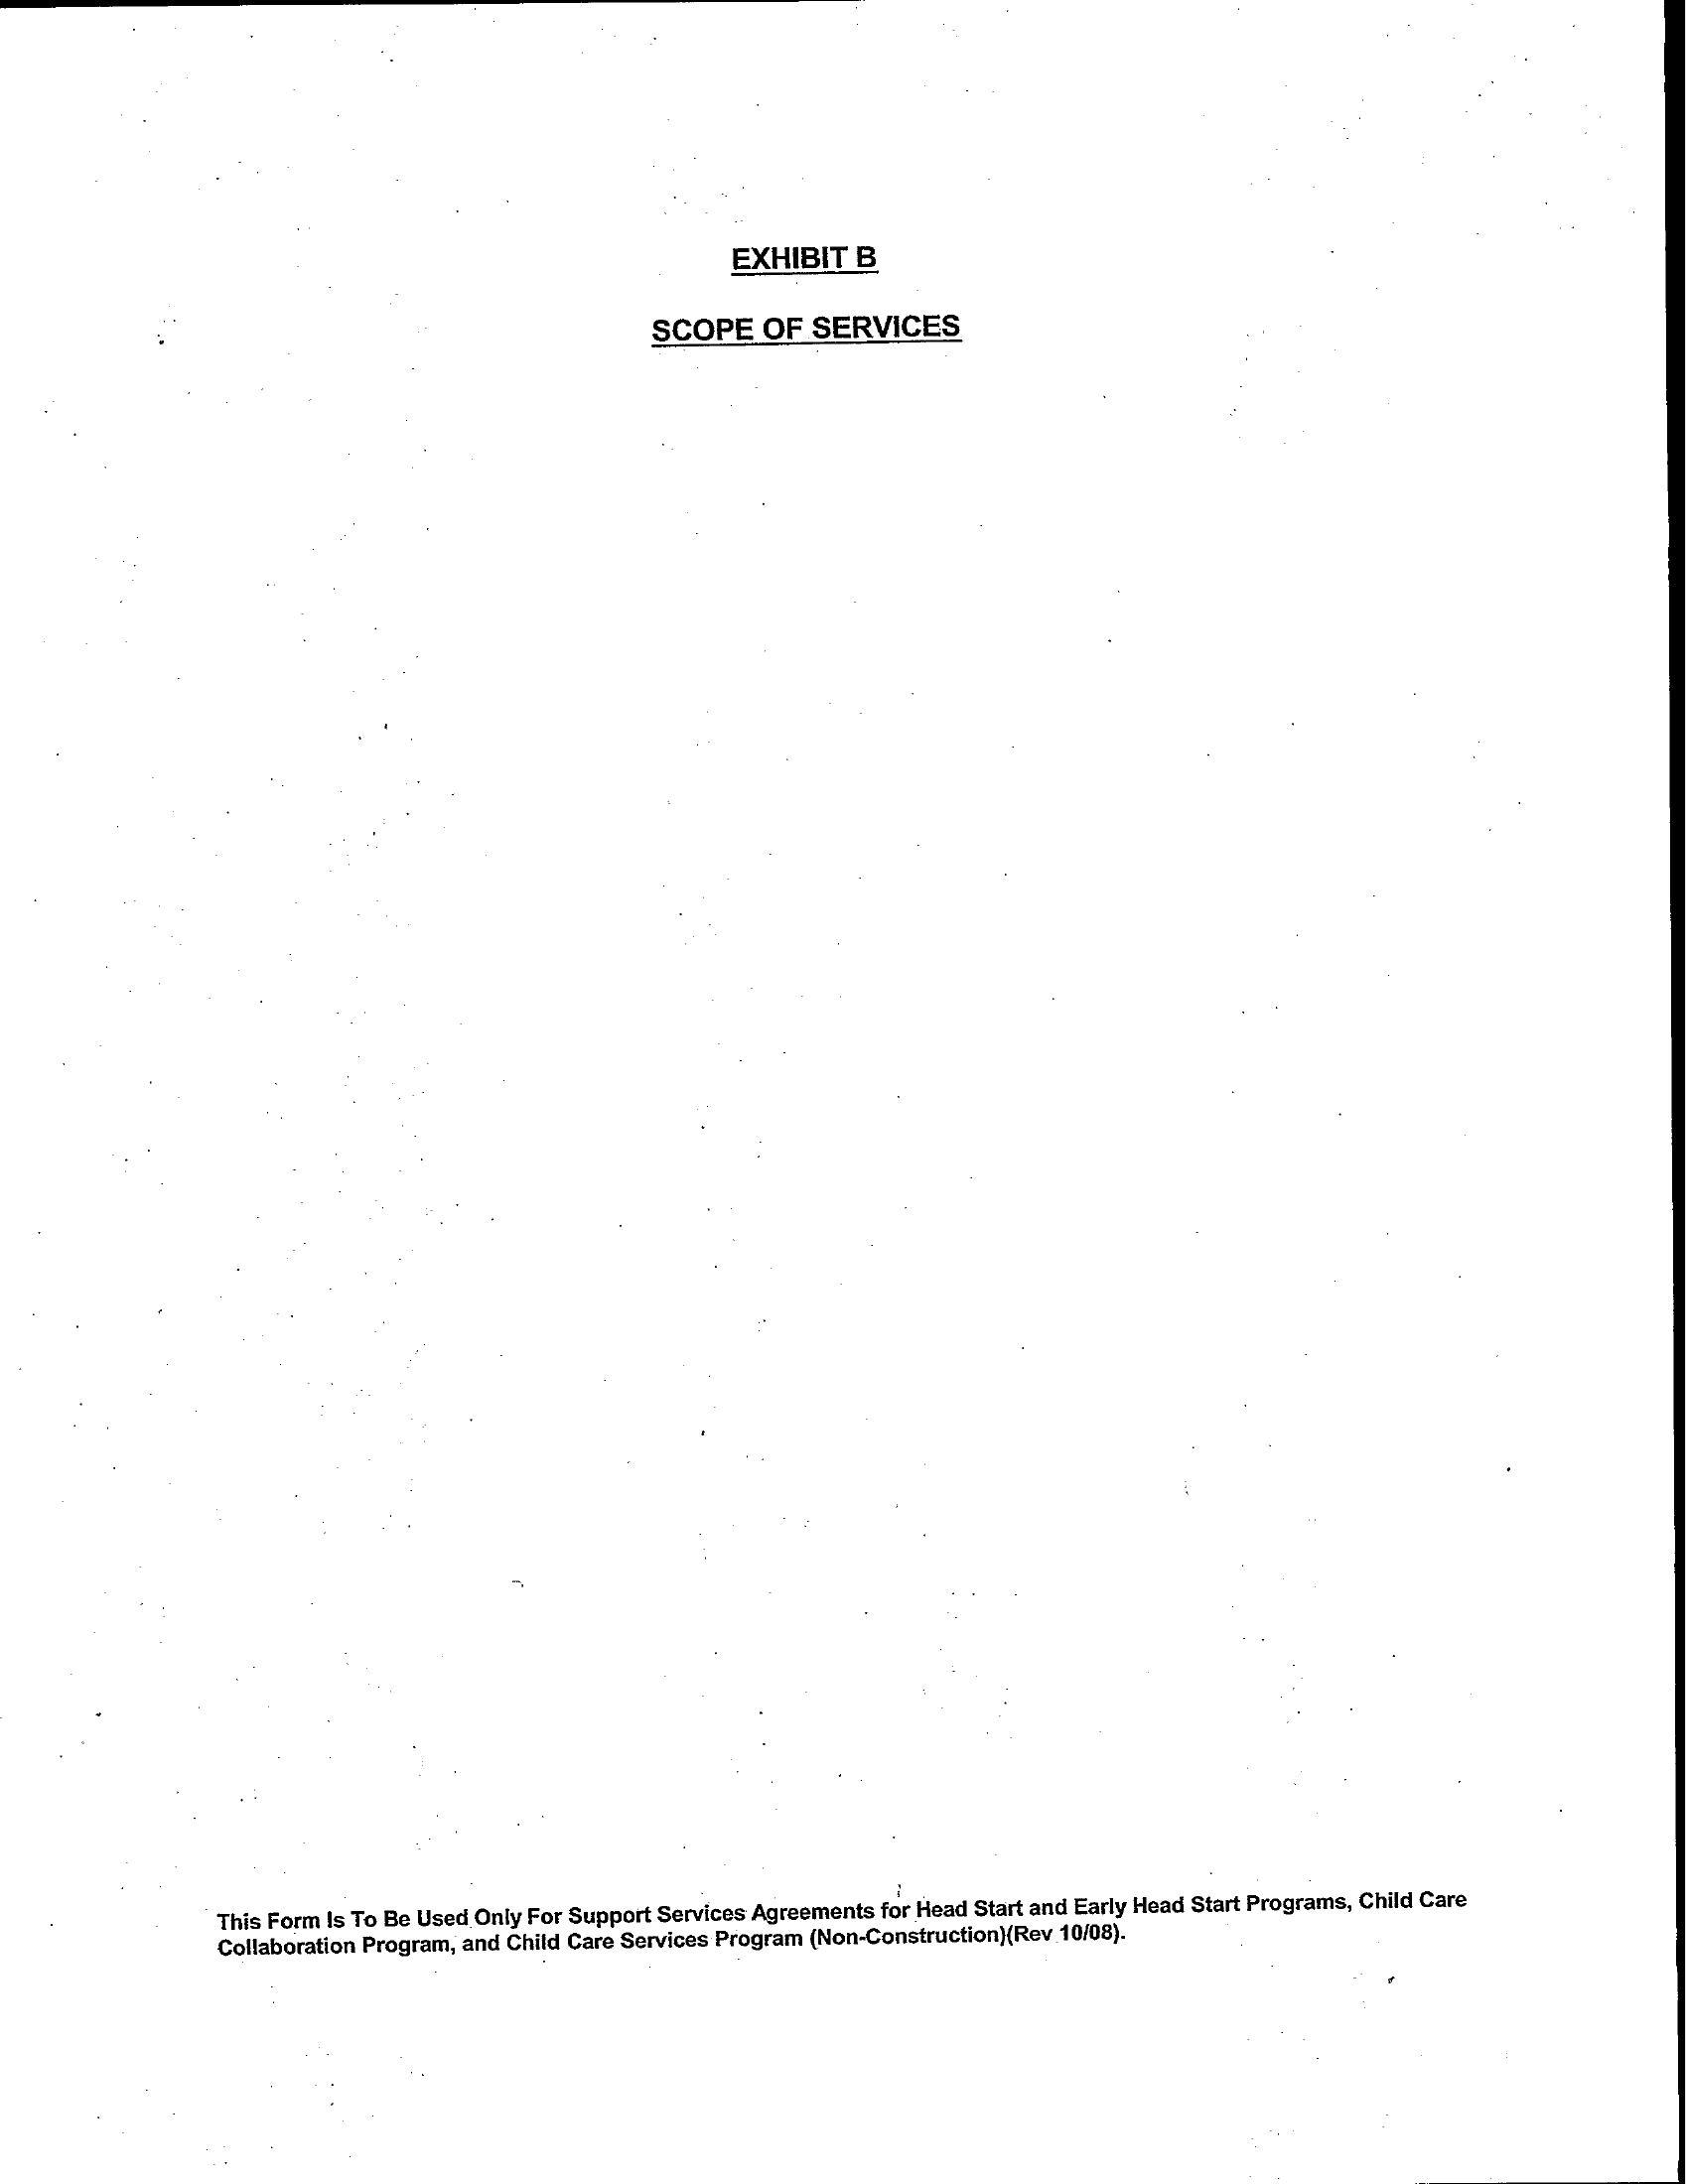 EXHIBIT B
SCOPE OF SERVICES
This Form Is To Be Used Only For Support Services Agreements for Head Start and Early Head Start Programs, Child Care
Collaboration Program, and Child Care Services Program (Non-Construction)(Rev 10/08).